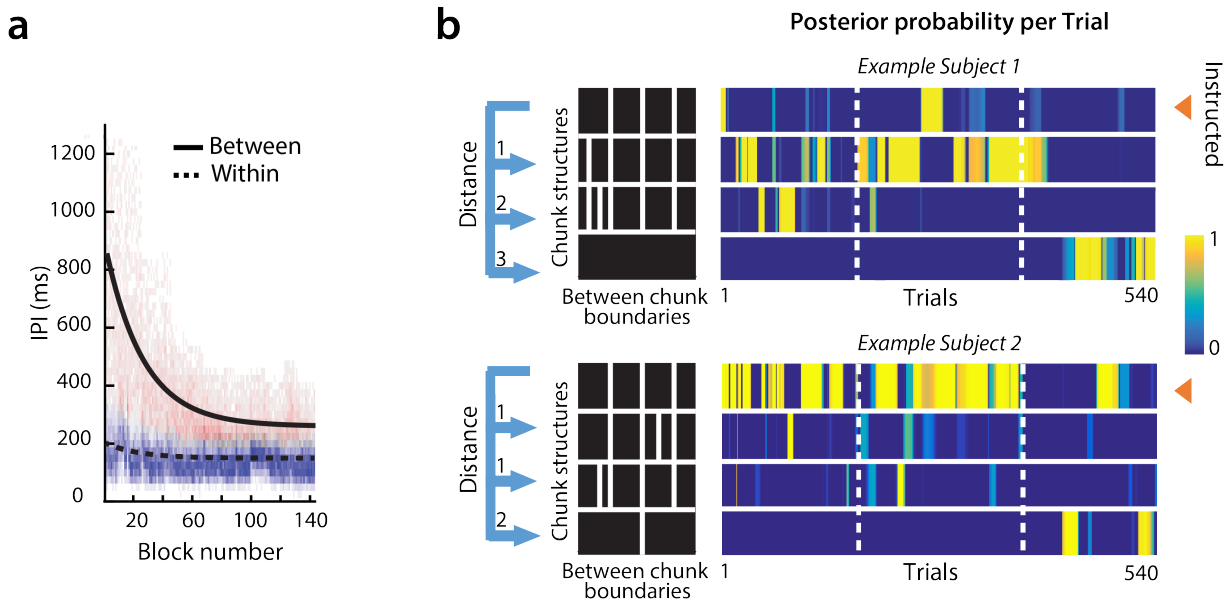 a
1200
1000
800
600
400
200
0
IPI (ms)
Between
Within
20
60
100
140
Block number
b
Posterior probability per Trial
Example Subject 1
Distance
1
2
3
Chunk structures
Between chunk
boundaries
1
Trials
540
Instructed
1
0
Example Subject 2
Distance
1
1
2
Chunk structures
Between chunk
boundaries
1
Trials
540